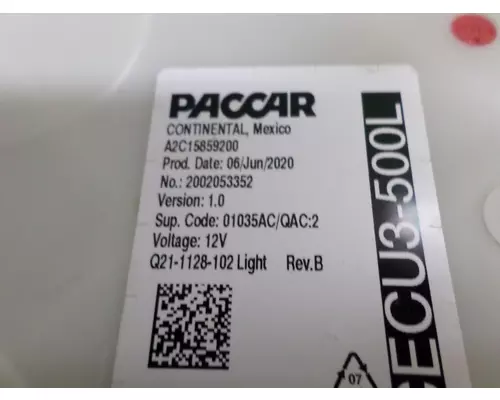 PACCAR
CONTINENTAL, Mexico
A2C15859200
Prod. Date: 06/Jun/2020
No.: 2002053352
Version: 1.0
Sup. Code: 01035AC/QAC:2
Voltage: 12V
Q21-1128-102 Light Rev.B
CECU3-500L
07